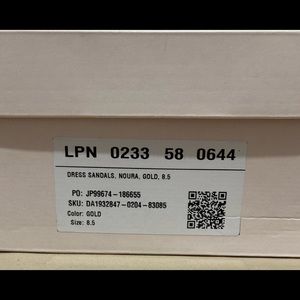 LPN 0233 58 0644
DRESS SANDALS, NOURA, GOLD, 8.5
PO: JP99674-186655
SKU: DA1932847-0204-83085
Color: GOLD
Size: 8.5